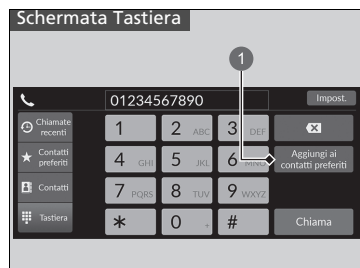 Schermata Tastiera
1
01234567890
Impost.
Chiamate
recenti
1
2 ABC
3 DEF
Contatti
preferiti
4 GHI
5 JKL
6 MNO
Aggiungi ai
contatti preferiti
Contatti
7 PQRS
8 TUV
9 WXYZ
Tastiera
*
0 +
#
Chiama